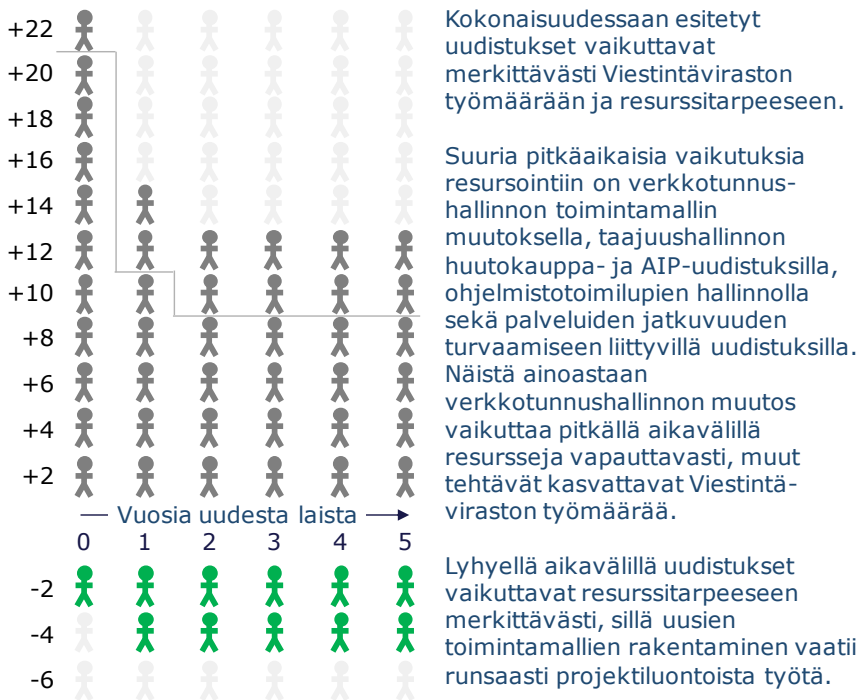 +22
+20
+18
+16
+14
+12
+10
+8
+6
+4
+2
Vuosia uudesta laista
0 1 2 3 4 5
-2
-4
-6
Kokonaisuudessaan esitetyt
uudistukset vaikuttavat
merkittävästi Viestintäviraston
työmäärään ja resurssitarpeeseen.
Suuria pitkäaikaisia vaikutuksia
resursointiin on verkkotunnus-
hallinnon toimintamallin
muutoksella, taajuushallinnon
huutokauppa- ja AIP-uudistuksilla,
ohjelmistotoimilupien hallinnolla
sekä palveluiden jatkuvuuden
turvaamiseen liittyvillä uudistuksilla.
Näistä ainoastaan
verkkotunnushallinnon muutos
vaikuttaa pitkällä aikavälillä
resursseja vapauttavasti, muut
tehtävät kasvattavat Viestintä-
viraston työmäärää.
Lyhyellä aikavälillä uudistukset
vaikuttavat resurssitarpeeseen
merkittävästi, sillä uusien
toimintamallien rakentaminen vaatii
runsaasti projektiluontoista työtä.